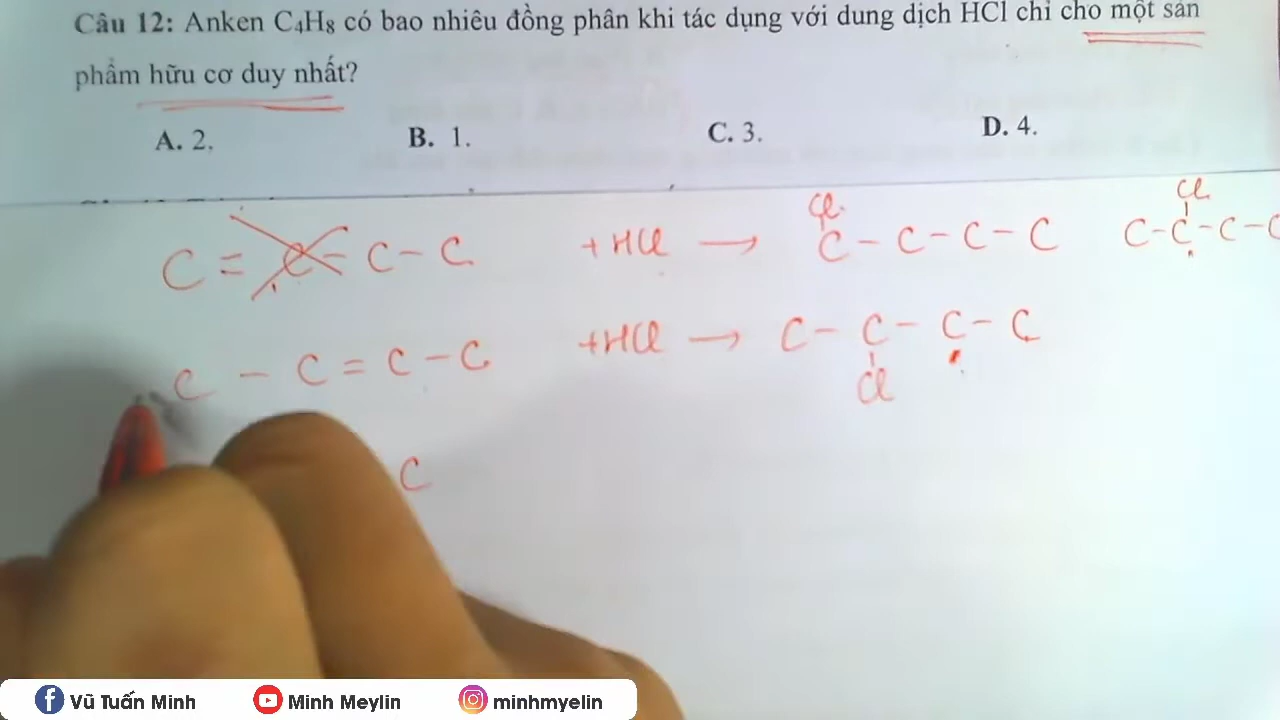 Câu 12: Anken C₄H₈ có bao nhiêu đồng phân khi tác dụng với dung dịch HCl chỉ cho một sản
phẩm hữu cơ duy nhất?
A. 2. B. 1. C. 3. D. 4.
Cl Cl
C = C - C - C + HCl → C - C - C - C C - C - C - C
C - C = C - C + HCl → C - C - C - C
Cl
C
Vũ Tuấn Minh Minh Meylin minhmyelin